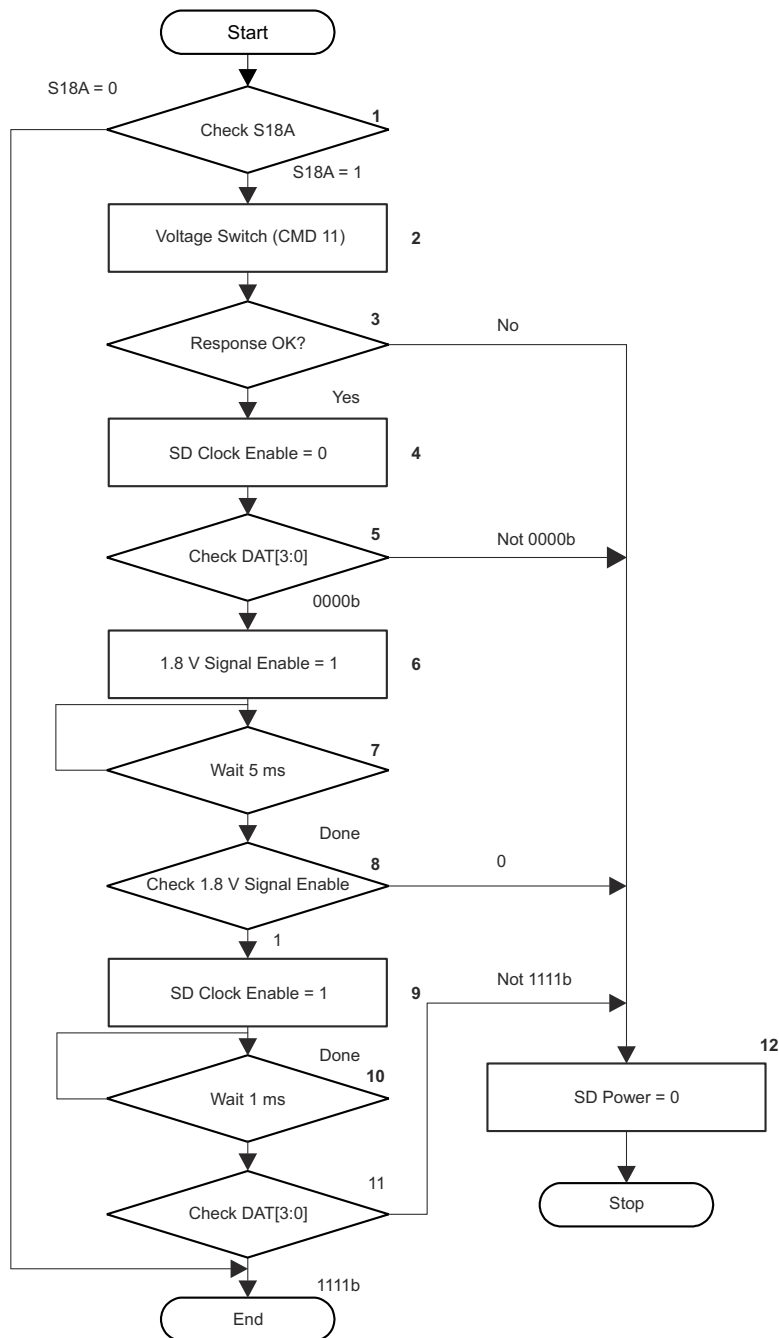 Start
S18A = 0
1
Check S18A
S18A = 1
Voltage Switch (CMD 11)
2
3
No
Response OK?
Yes
SD Clock Enable = 0
4
5
Not 0000b
Check DAT[3:0]
0000b
1.8 V Signal Enable = 1
6
7
Wait 5 ms
Done
8
0
Check 1.8 V Signal Enable
1
SD Clock Enable = 1
9
Not 1111b
Done
10
Wait 1 ms
12
SD Power = 0
11
Check DAT[3:0]
Stop
1111b
End